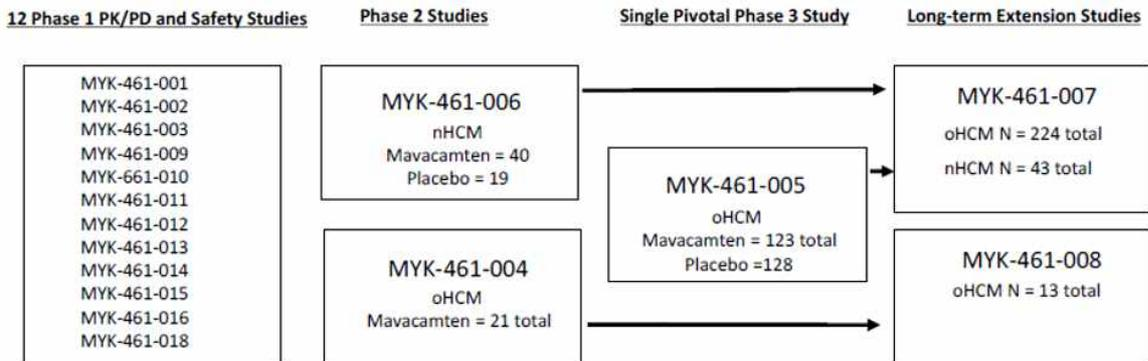 12 Phase 1 PK/PD and Safety Studies
MYK-461-001
MYK-461-002
MYK-461-003
MYK-461-009
MYK-661-010
MYK-461-011
MYK-461-012
MYK-461-013
MYK-461-014
MYK-461-015
MYK-461-016
MYK-461-018
Phase 2 Studies
MYK-461-006
nHCM
Mavacamten = 40
Placebo = 19
MYK-461-004
oHCM
Mavacamten = 21 total
Single Pivotal Phase 3 Study
MYK-461-005
oHCM
Mavacamten = 123 total
Placebo =128
Long-term Extension Studies
MYK-461-007
oHCM N = 224 total
nHCM N = 43 total
MYK-461-008
oHCM N = 13 total